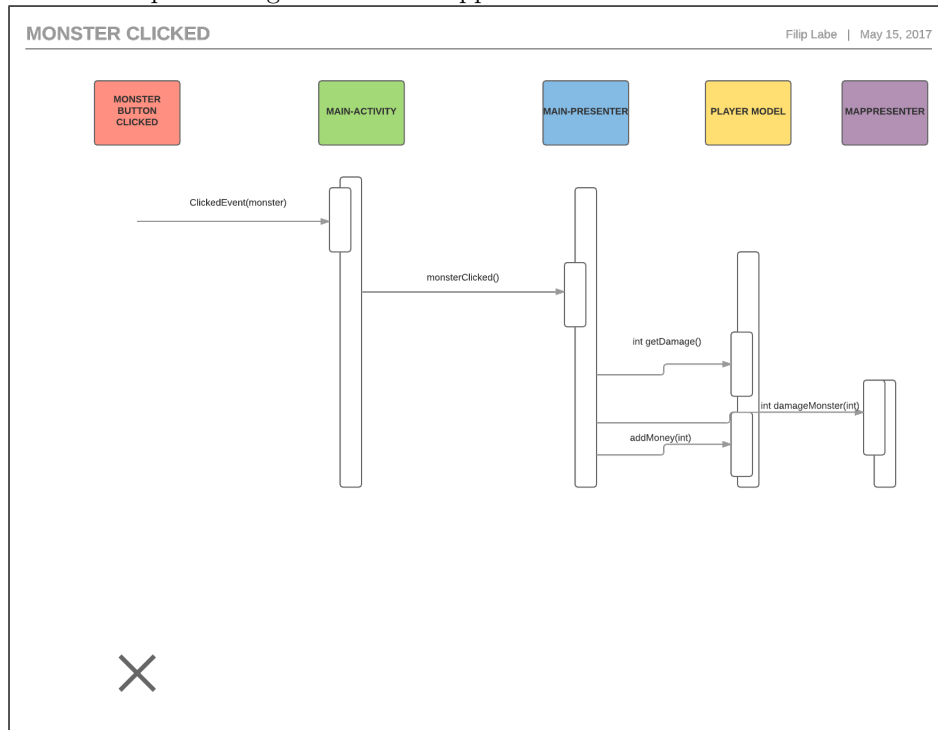 MONSTER CLICKED
Filip Labe | May 15, 2017
MONSTER
BUTTON
CLICKED
MAIN-ACTIVITY
MAIN-PRESENTER
PLAYER MODEL
MAPPRESENTER
ClickedEvent(monster)
monsterClicked()
int getDamage()
int damageMonster(int)
addMoney(int)